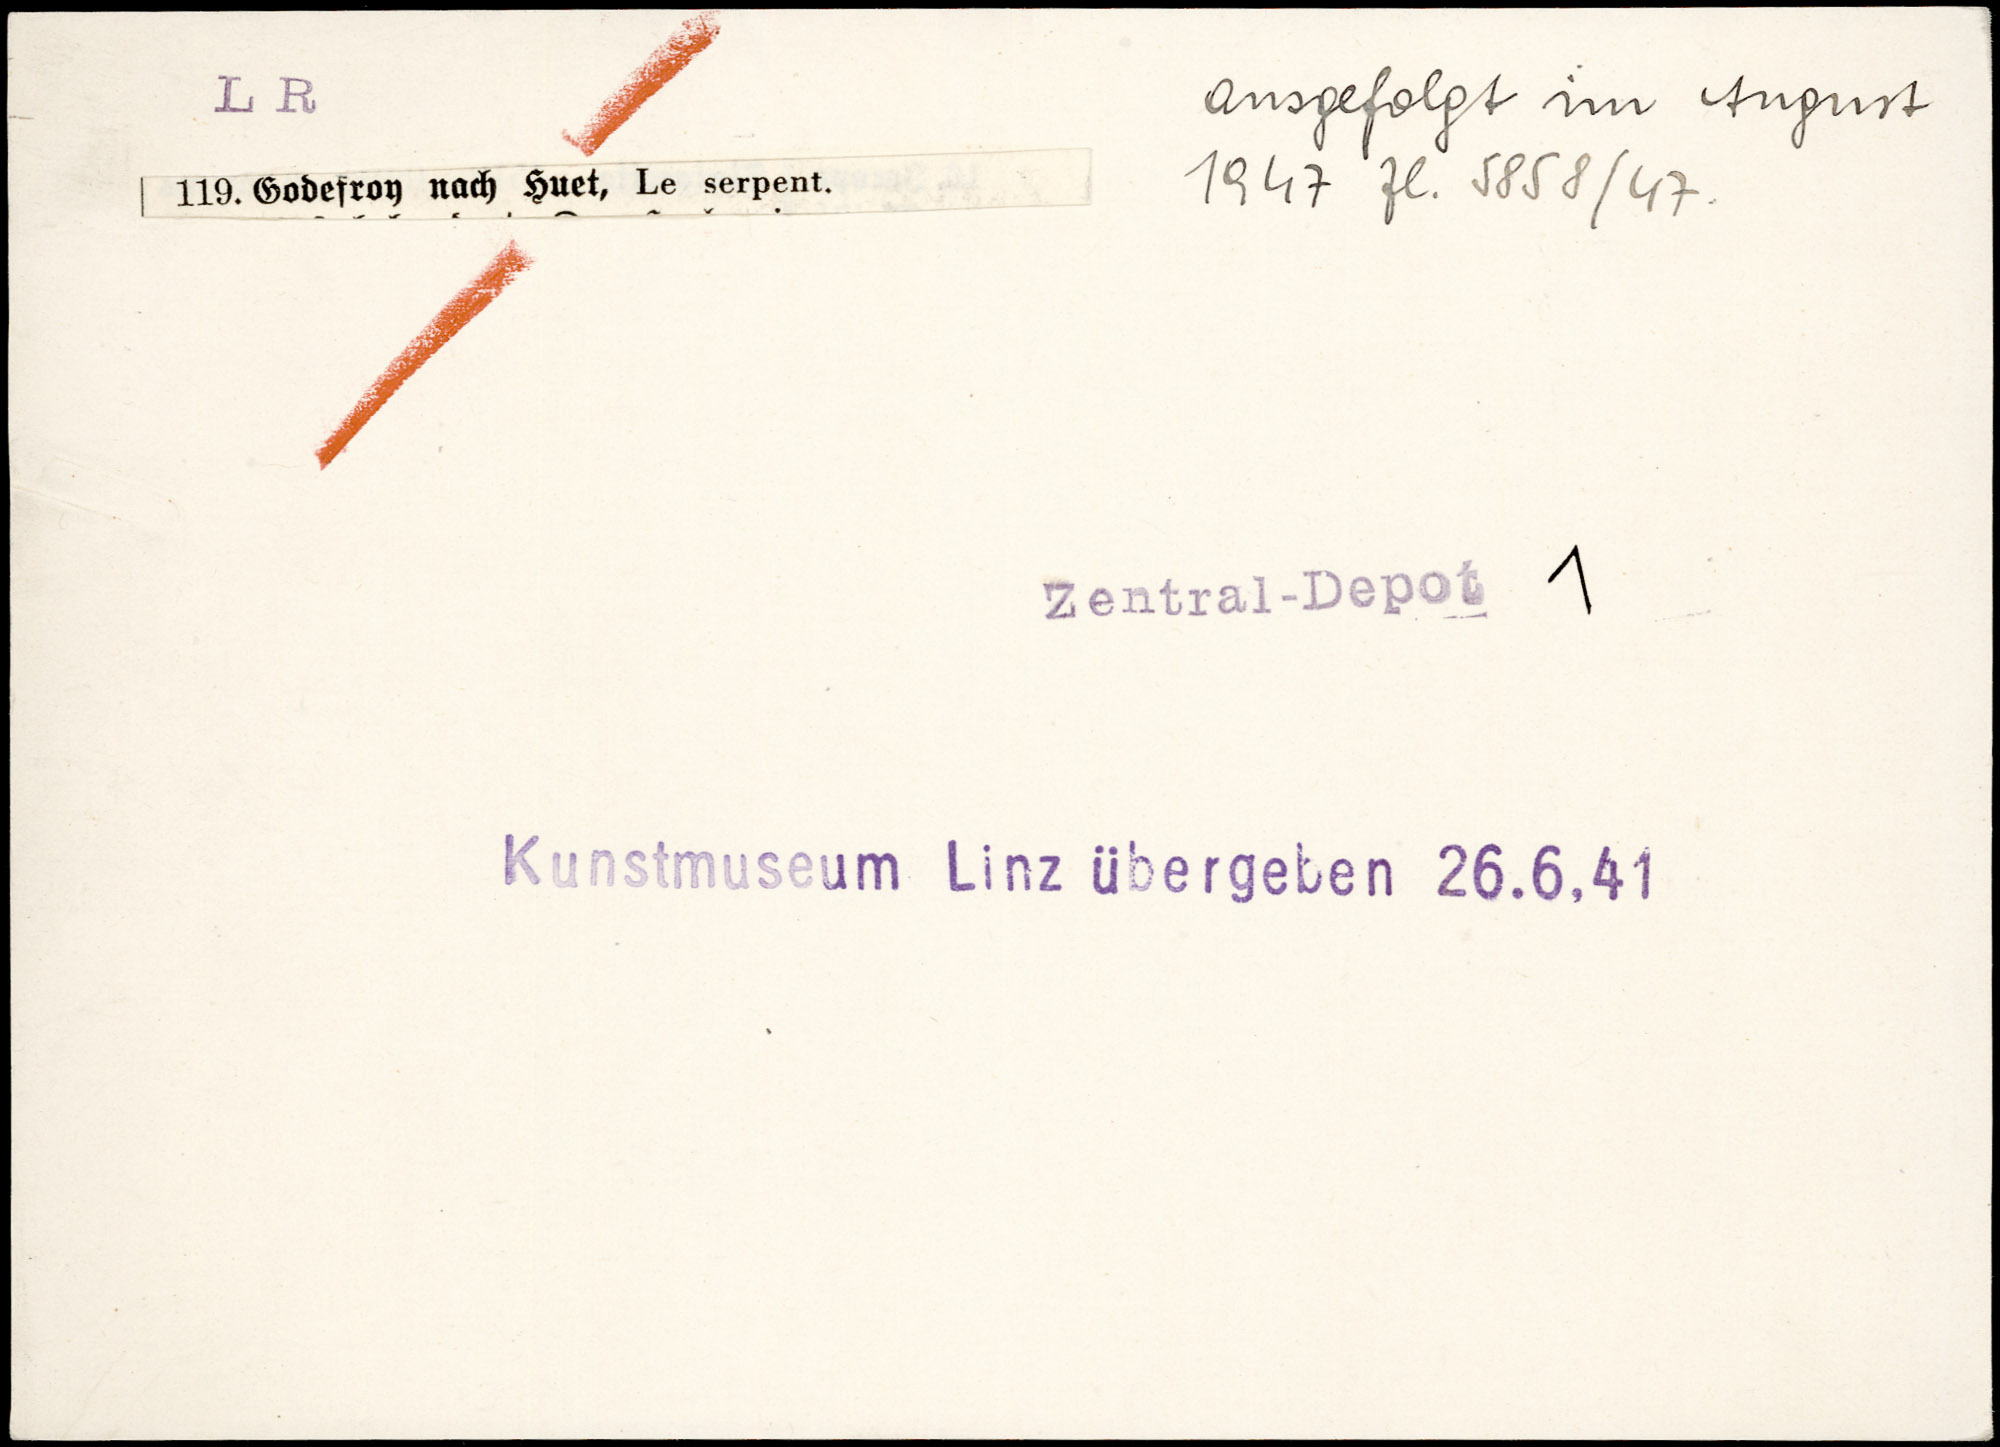 L R
ausgefolgt im August
1947 Zl. 5858/47.
119. Godefroy nach Huet, Le serpent.
Zentral-Depot 1
Kunstmuseum Linz übergeben 26.6.41